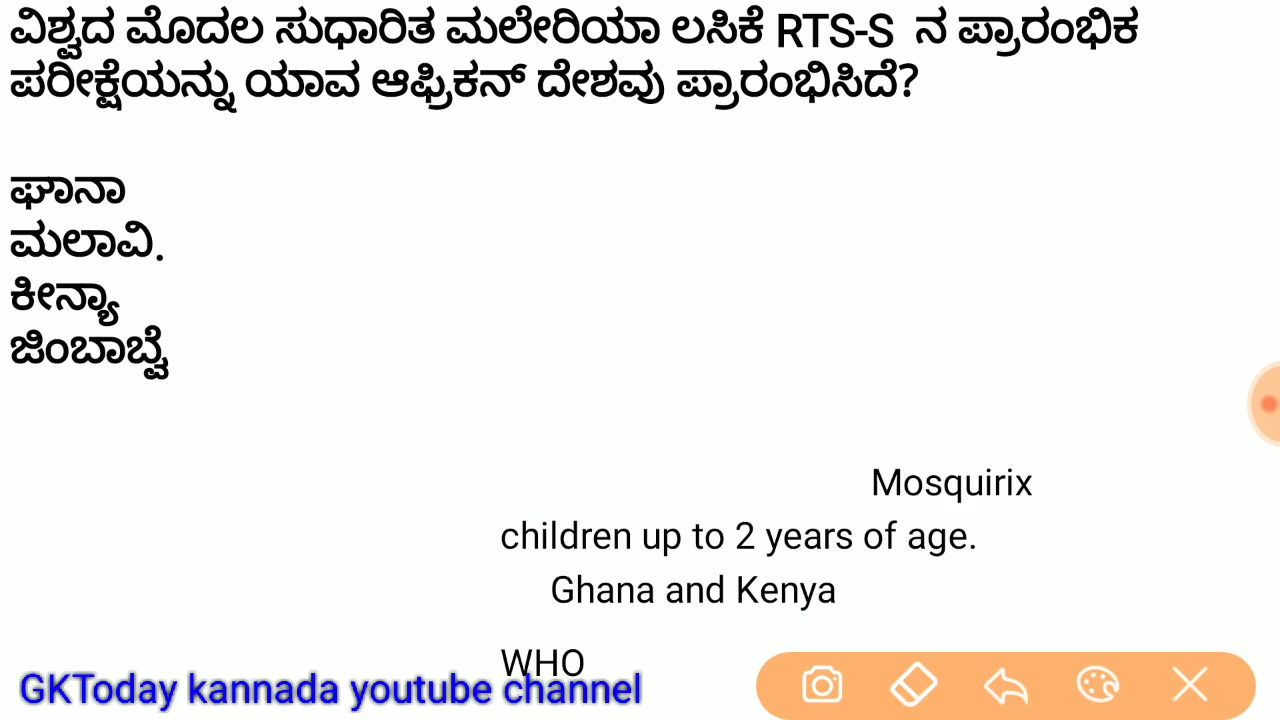 ವಿಶ್ವದ ಮೊದಲ ಸುಧಾರಿತ ಮಲೇರಿಯಾ ಲಸಿಕೆ RTS-S ನ ಪ್ರಾರಂಭಿಕ
ಪರೀಕ್ಷೆಯನ್ನು ಯಾವ ಆಫ್ರಿಕನ್ ದೇಶವು ಪ್ರಾರಂಭಿಸಿದೆ?
ಘಾನಾ
ಮಲಾವಿ.
ಕೀನ್ಯಾ
ಜಿಂಬಾಬ್ವೆ
Mosquirix
children up to 2 years of age.
Ghana and Kenya
WHO
GKToday kannada youtube channel